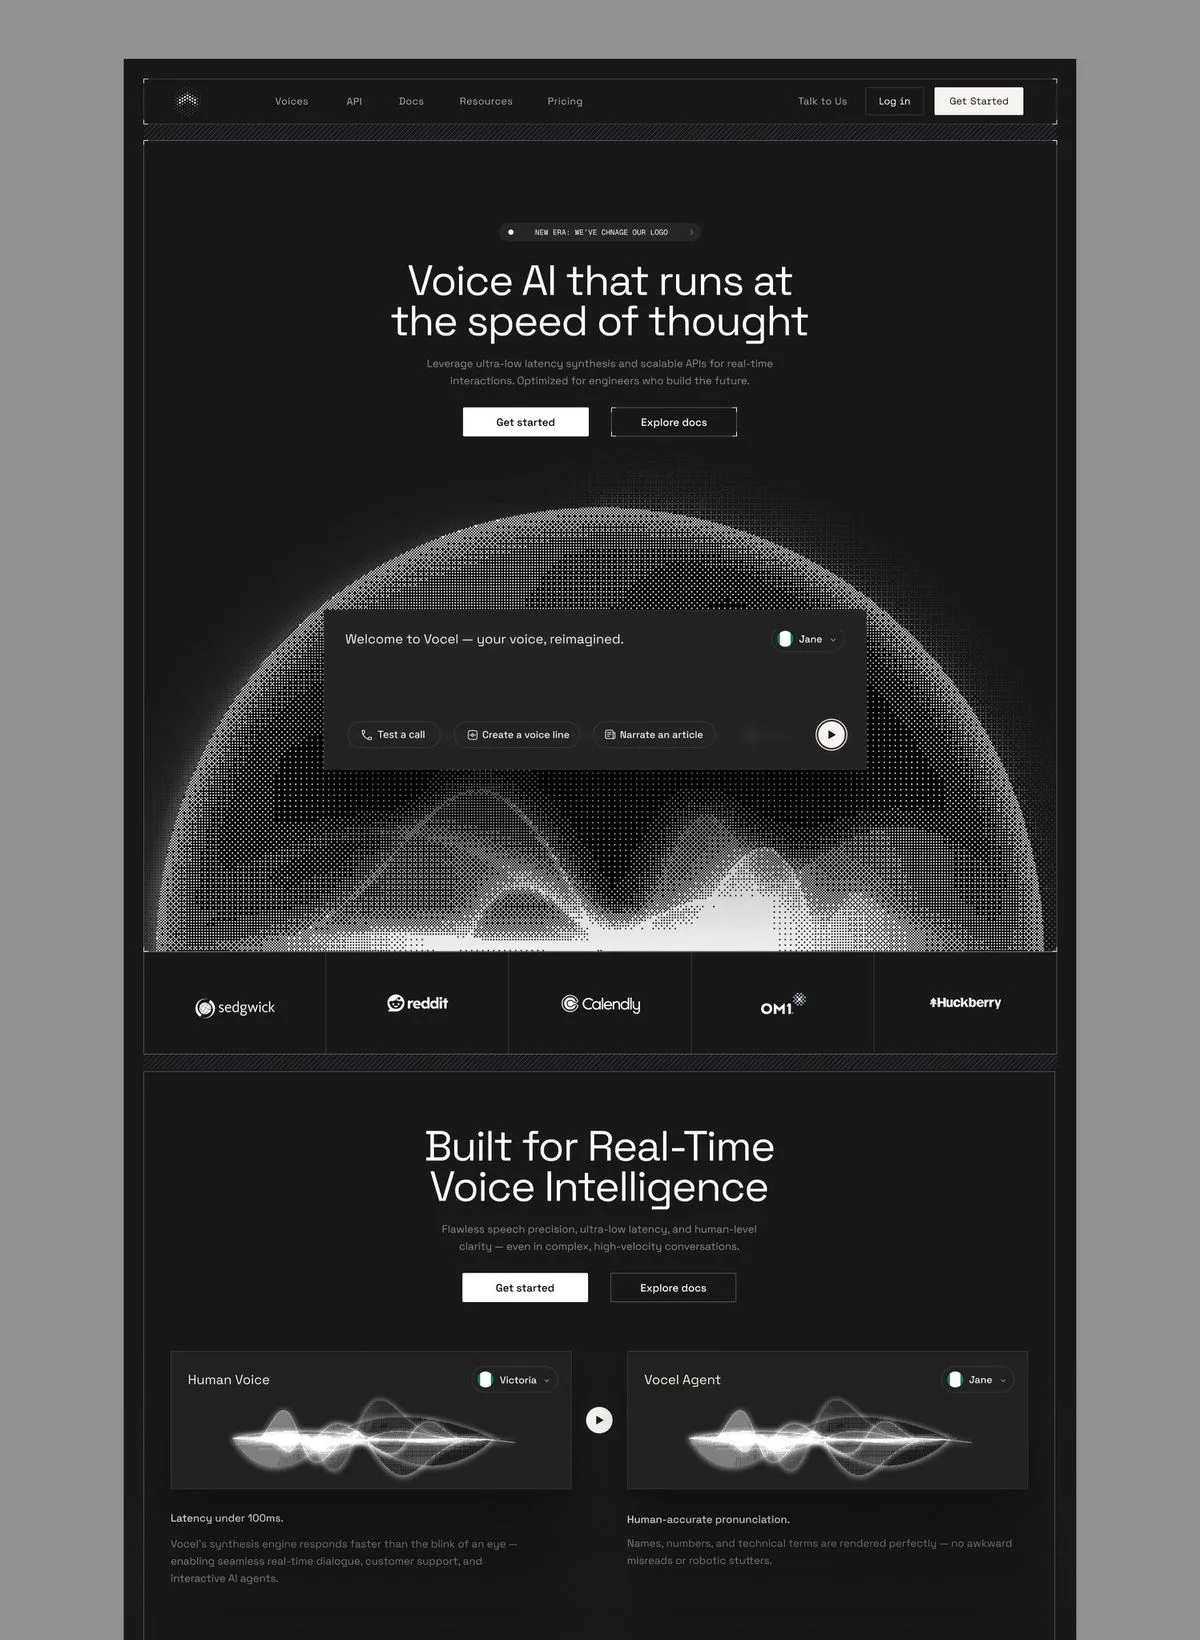 Voices API Docs Resources Pricing Talk to Us Log in Get Started
NEW ERA: WE'VE CHNAGE OUR LOGO
Voice AI that runs at
the speed of thought
Leverage ultra-low latency synthesis and scalable APIs for real-time
interactions. Optimized for engineers who build the future.
Get started Explore docs
Welcome to Vocel — your voice, reimagined. Jane
Test a call Create a voice line Narrate an article
sedgwick reddit Calendly OM1 Huckberry
Built for Real-Time
Voice Intelligence
Flawless speech precision, ultra-low latency, and human-level
clarity — even in complex, high-velocity conversations.
Get started Explore docs
Human Voice Victoria
Vocel Agent Jane
Latency under 100ms.
Vocel's synthesis engine responds faster than the blink of an eye —
enabling seamless real-time dialogue, customer support, and
interactive AI agents.
Human-accurate pronunciation.
Names, numbers, and technical terms are rendered perfectly — no awkward
misreads or robotic stutters.